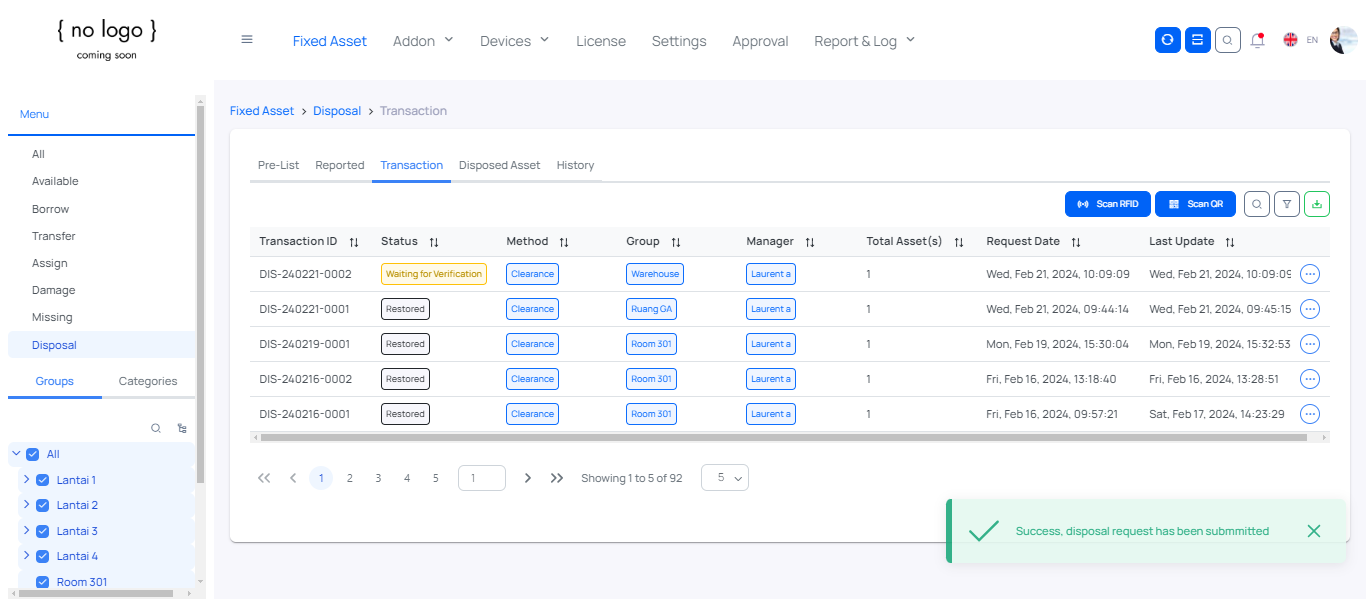 { no logo }
coming soon
Fixed Asset Addon Devices License Settings Approval Report & Log EN
Menu
All
Available
Borrow
Transfer
Assign
Damage
Missing
Disposal
Groups Categories
All
Lantai 1
Lantai 2
Lantai 3
Lantai 4
Room 301
Fixed Asset > Disposal > Transaction
Pre-List Reported Transaction Disposed Asset History
Scan RFID Scan QR
Transaction ID Status Method Group Manager Total Asset(s) Request Date Last Update
DIS-240221-0002 Waiting for Verification Clearance Warehouse Laurent a 1 Wed, Feb 21, 2024, 10:09:09 Wed, Feb 21, 2024, 10:09:09
DIS-240221-0001 Restored Clearance Ruang GA Laurent a 1 Wed, Feb 21, 2024, 09:44:14 Wed, Feb 21, 2024, 09:45:15
DIS-240219-0001 Restored Clearance Room 301 Laurent a 1 Mon, Feb 19, 2024, 15:30:04 Mon, Feb 19, 2024, 15:32:53
DIS-240216-0002 Restored Clearance Room 301 Laurent a 1 Fri, Feb 16, 2024, 13:18:40 Fri, Feb 16, 2024, 13:28:51
DIS-240216-0001 Restored Clearance Room 301 Laurent a 1 Fri, Feb 16, 2024, 09:57:21 Sat, Feb 17, 2024, 14:23:29
1 2 3 4 5 1 Showing 1 to 5 of 92 5
Success, disposal request has been submmitted